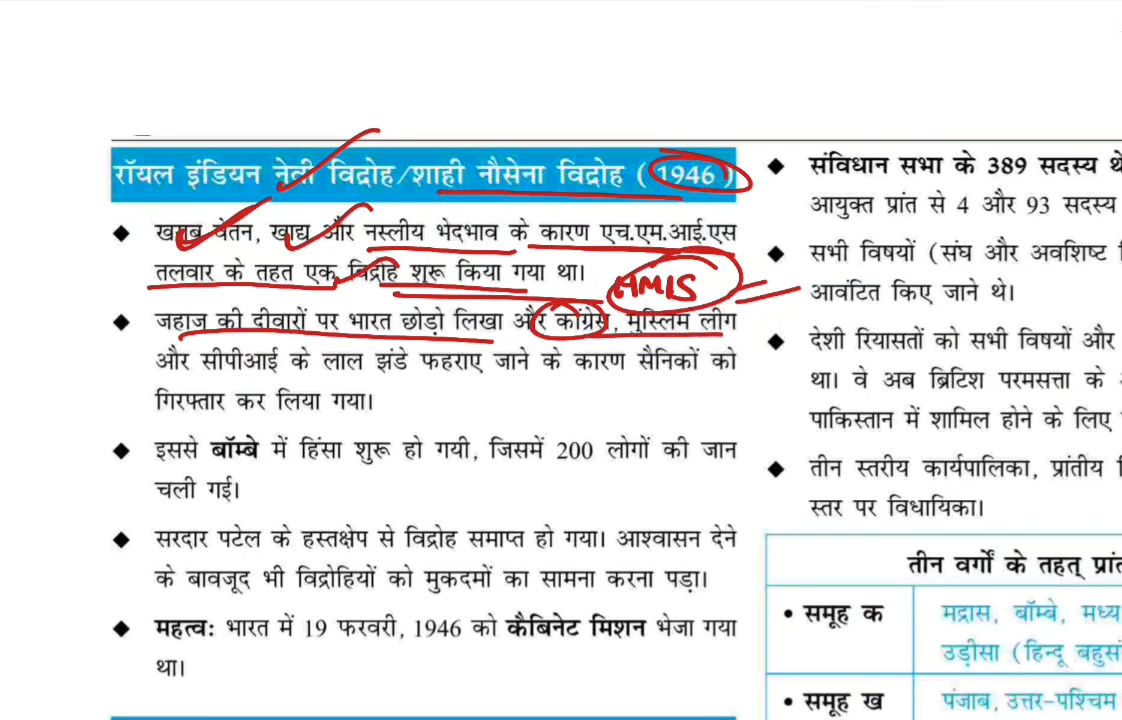 रॉयल इंडियन नेवी विद्रोह/शाही नौसेना विद्रोह ( 1946 )
◆ खराब वेतन, खाद्य और नस्लीय भेदभाव के कारण एच.एम.आई.एस
तलवार के तहत एक विद्रोह शुरू किया गया था।
HMIS
◆ जहाज की दीवारों पर भारत छोड़ो लिखा और कांग्रेस, मुस्लिम लीग
और सीपीआई के लाल झंडे फहराए जाने के कारण सैनिकों को
गिरफ्तार कर लिया गया।
◆ इससे बॉम्बे में हिंसा शुरू हो गयी, जिसमें 200 लोगों की जान
चली गई।
◆ सरदार पटेल के हस्तक्षेप से विद्रोह समाप्त हो गया। आश्वासन देने
के बावजूद भी विद्रोहियों को मुकदमों का सामना करना पड़ा।
◆ महत्व: भारत में 19 फरवरी, 1946 को कैबिनेट मिशन भेजा गया
था।
◆ संविधान सभा के 389 सदस्य थे
आयुक्त प्रांत से 4 और 93 सदस्य
◆ सभी विषयों (संघ और अवशिष्ट
आवंटित किए जाने थे।
◆ देशी रियासतों को सभी विषयों और
था। वे अब ब्रिटिश परमसत्ता के
पाकिस्तान में शामिल होने के लिए
◆ तीन स्तरीय कार्यपालिका, प्रांतीय
स्तर पर विधायिका।
तीन वर्गों के तहत्
• समूह क मद्रास, बॉम्बे, मध्य
उड़ीसा (हिन्दू
• समूह ख पंजाब, उत्तर-पश्चिम